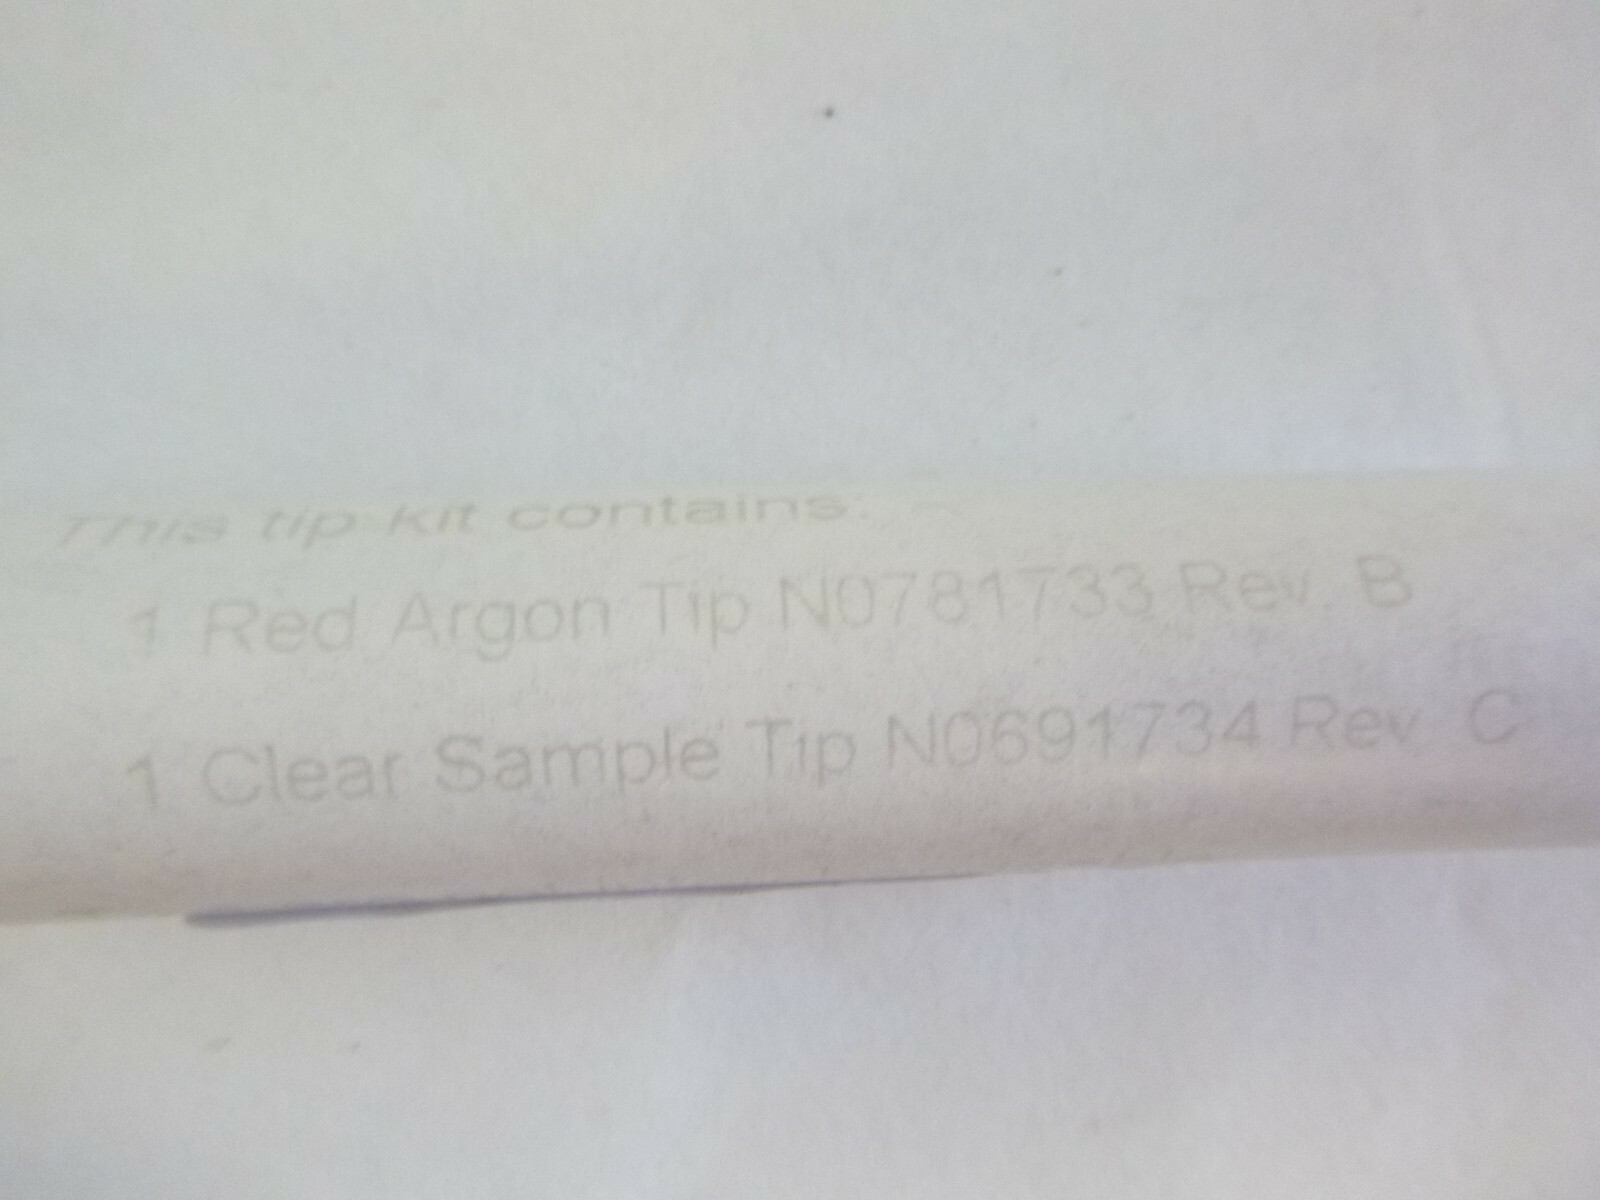 This tip kit contains:
1 Red Argon Tip N0781733 Rev. B
1 Clear Sample Tip N0691734 Rev C